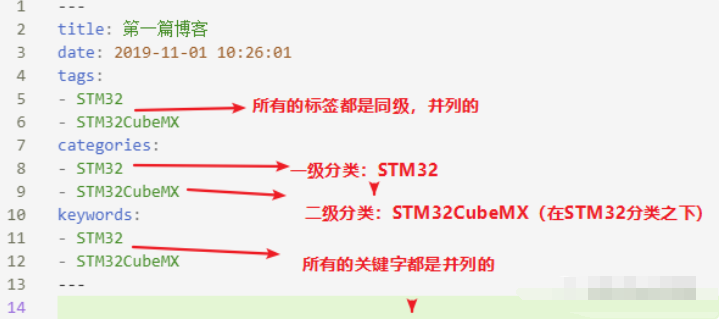 1 ---
2 title: 第一篇博客
3 date: 2019-11-01 10:26:01
4 tags:
5 - STM32
所有的标签都是同级，并列的
6 - STM32CubeMX
7 categories:
8 - STM32 一级分类：STM32
9 - STM32CubeMX
二级分类：STM32CubeMX（在STM32分类之下）
10 keywords:
11 - STM32
12 - STM32CubeMX 所有的关键字都是并列的
13 ---
14